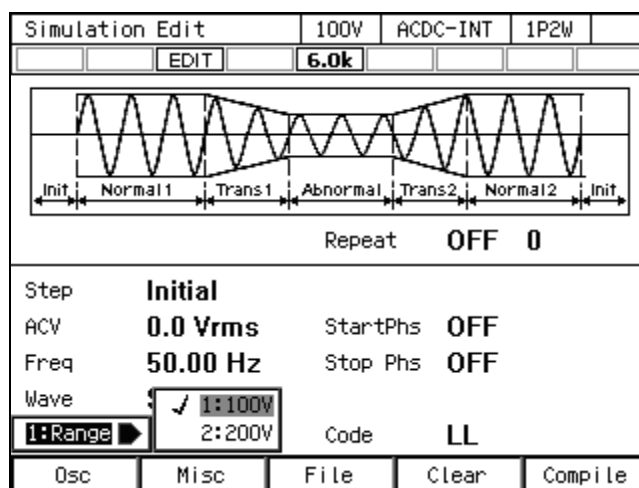 Simulation Edit 100V ACDC-INT 1P2W
EDIT 6.0k
Init Normal1 Trans1 Abnormal Trans2 Normal2 Init
Repeat OFF 0
Step Initial
ACV 0.0 Vrms StartPhs OFF
Freq 50.00 Hz Stop Phs OFF
Wave
✓ 1:100V
1:Range 2:200V Code LL
Osc Misc File Clear Compile